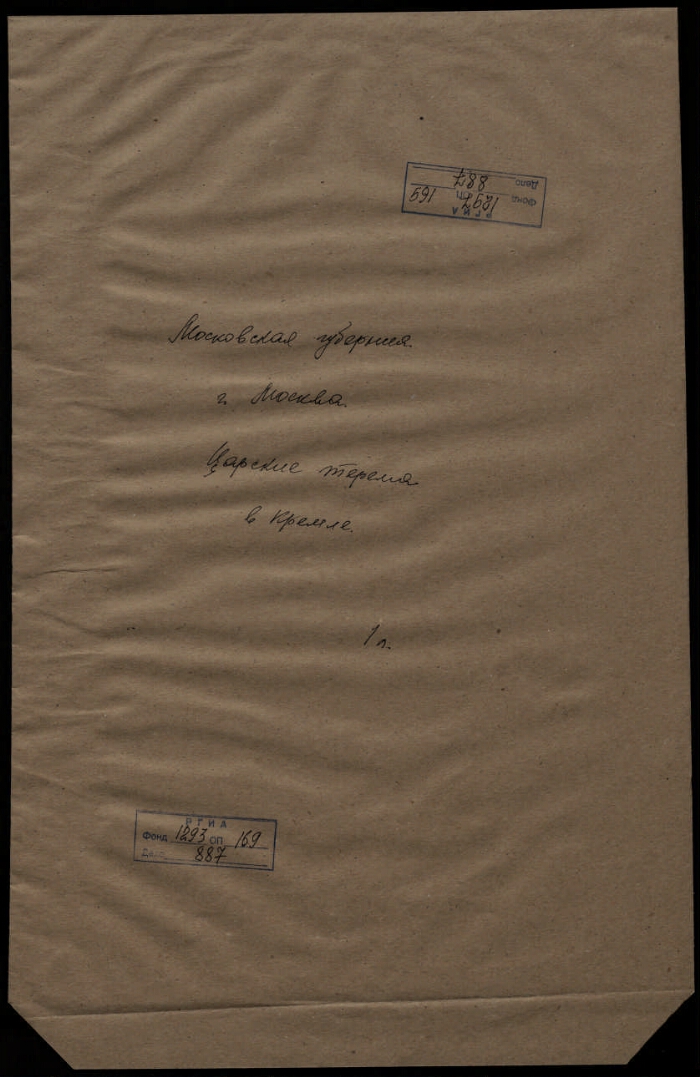 РГИА
Фонд 1297 ОП 169
Дело 887
Московская губерния
г. Москва.
Царские терема
в Кремле.
1 л.
РГИА
Фонд 1293 ОП 169
Дело 887